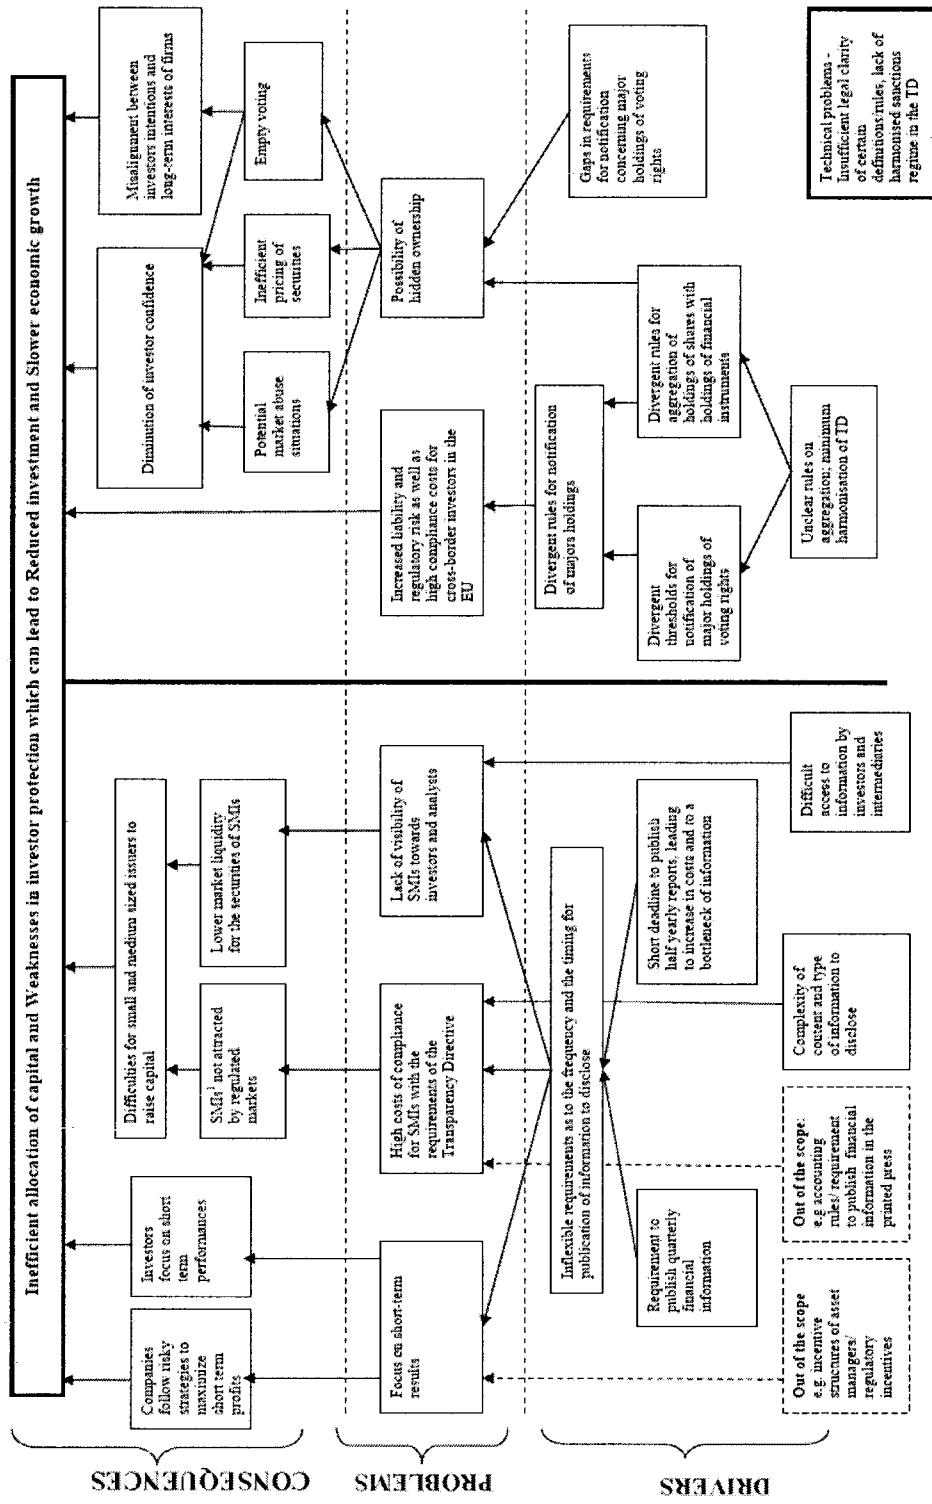 Inefficient allocation of capital and Weaknesses in investor protection which can lead to Reduced investment and Slower economic growth
CONSEQUENCES
Companies
follow risky
strategies to
maximize
short term
profits
Investors
focus on short
term
performances
Difficulties for small and medium sized issuers to
raise capital
SMIs¹ not attracted
by regulated
markets
Lower market liquidity
for the securities of SMIs
Diminution of investor confidence
Misalignment between
investors intentions and
long-term interests of firms
Potential
market abuse
situations
Inefficient
pricing of
securities
Empty voting
PROBLEMS
Focus on short-term
results
High costs of compliance
for SMIs with the
requirements of the
Transparency Directive
Lack of visibility of
SMIs towards
investors and analysts
Increased liability and
regulatory risk as well as
high compliance costs for
cross-border investors in the
EU
Possibility of
hidden ownership
DRIVERS
Inflexible requirements as to the frequency and the timing for
publication of information to disclose
Requirement to
publish quarterly
financial
information
Short deadline to publish
half yearly reports, leading
to increase in costs and to a
bottleneck of information
Out of the scope
e.g. incentive
structures of asset
managers/
regulatory
incentives
Out of the scope:
e.g accounting
rules/ requirement
to publish financial
information in the
printed press
Complexity of
content and type
of information to
disclose
Difficult
access to
information by
investors and
intermediaries
Divergent rules for notification
of majors holdings
Divergent
thresholds for
notification of
major holdings of
voting rights
Divergent rules for
aggregation of
holdings of shares with
holdings of financial
instruments
Gaps in requirements
for notification
concerning major
holdings of voting
rights
Unclear rules on
aggregation; minimum
harmonisation of TD
Technical problems -
Insufficient legal clarity
of certain
definitions/rules, lack of
harmonised sanctions
regime in the TD